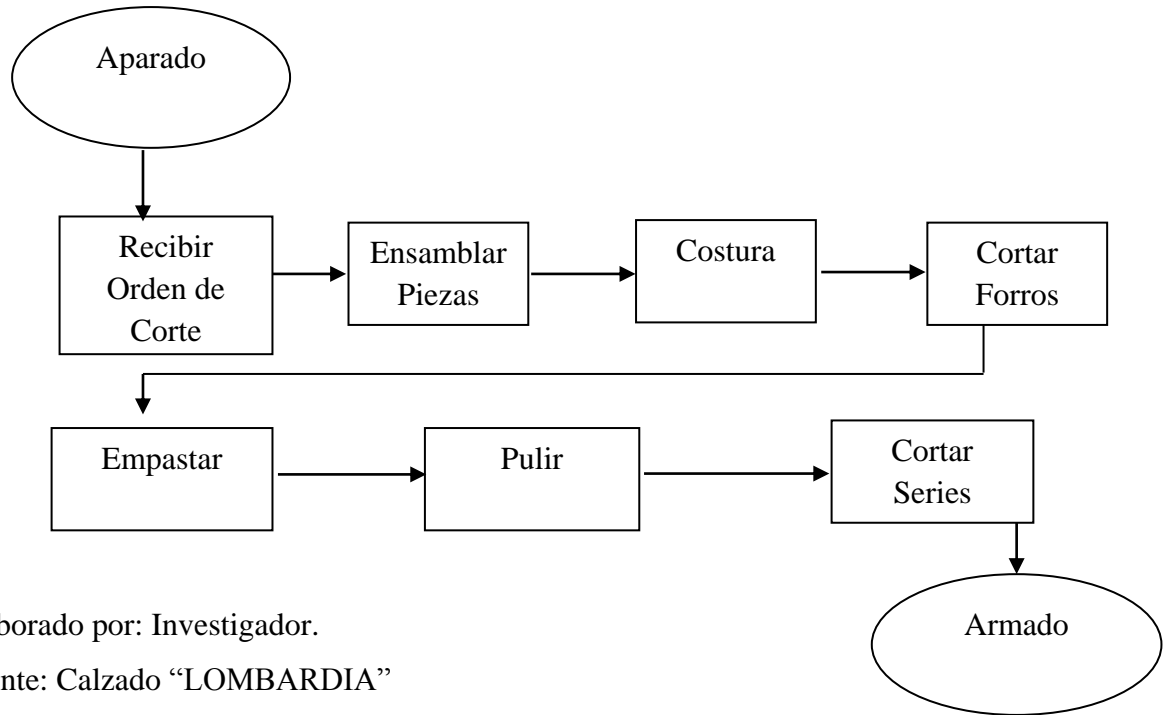 Aparado
Recibir
Orden de
Corte
Ensamblar
Piezas
Costura
Cortar
Forros
Empastar
Pulir
Cortar
Series
Armado
borado por: Investigador.
nte: Calzado “LOMBARDIA”